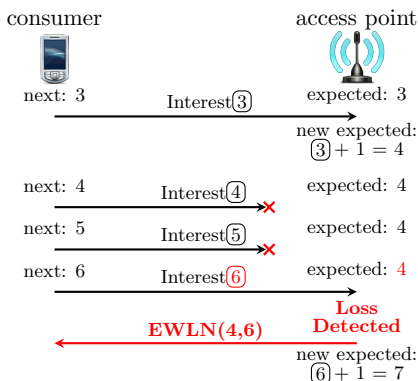 consumer access point
next: 3 Interest 3 expected: 3
new expected:
3 + 1 = 4
next: 4 Interest 4 expected: 4
next: 5 Interest 5 expected: 4
next: 6 Interest 6 expected: 4
Loss
EWLN(4,6) Detected
new expected:
6 + 1 = 7